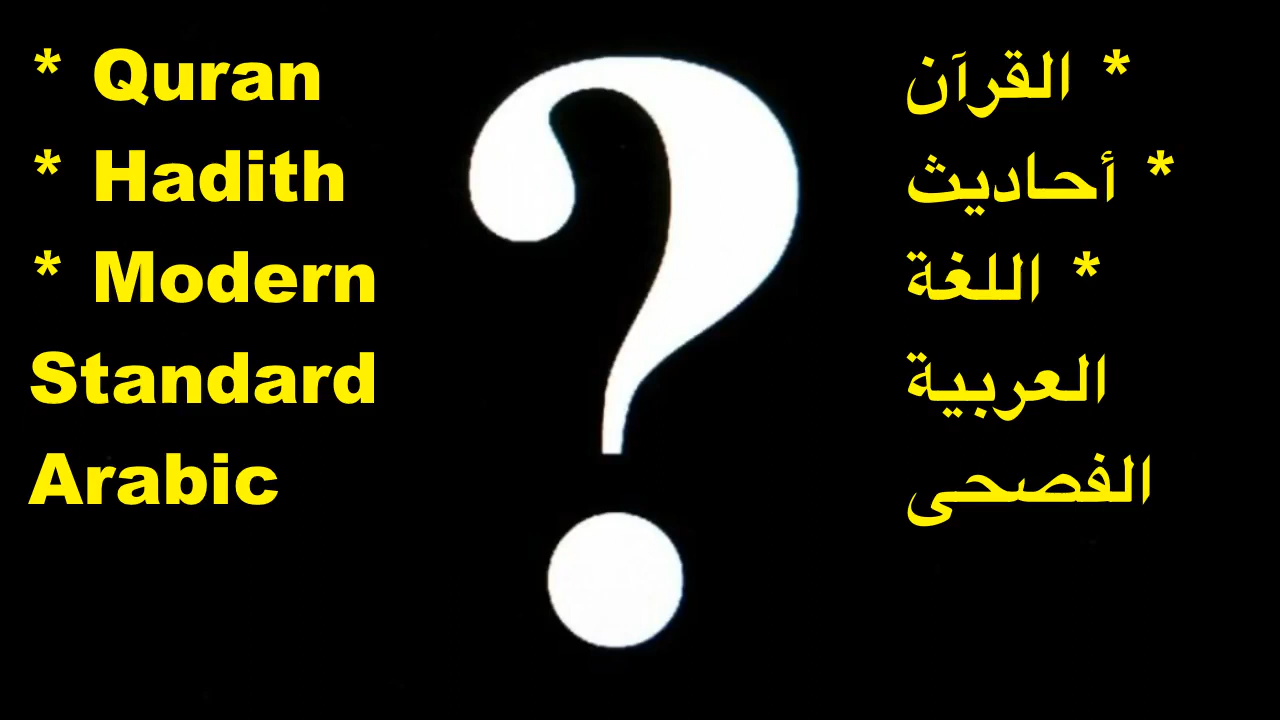 * Quran
* Hadith
* Modern
Standard
Arabic
?
* القرآن
* أحاديث
* اللغة
العربية
الفصحى